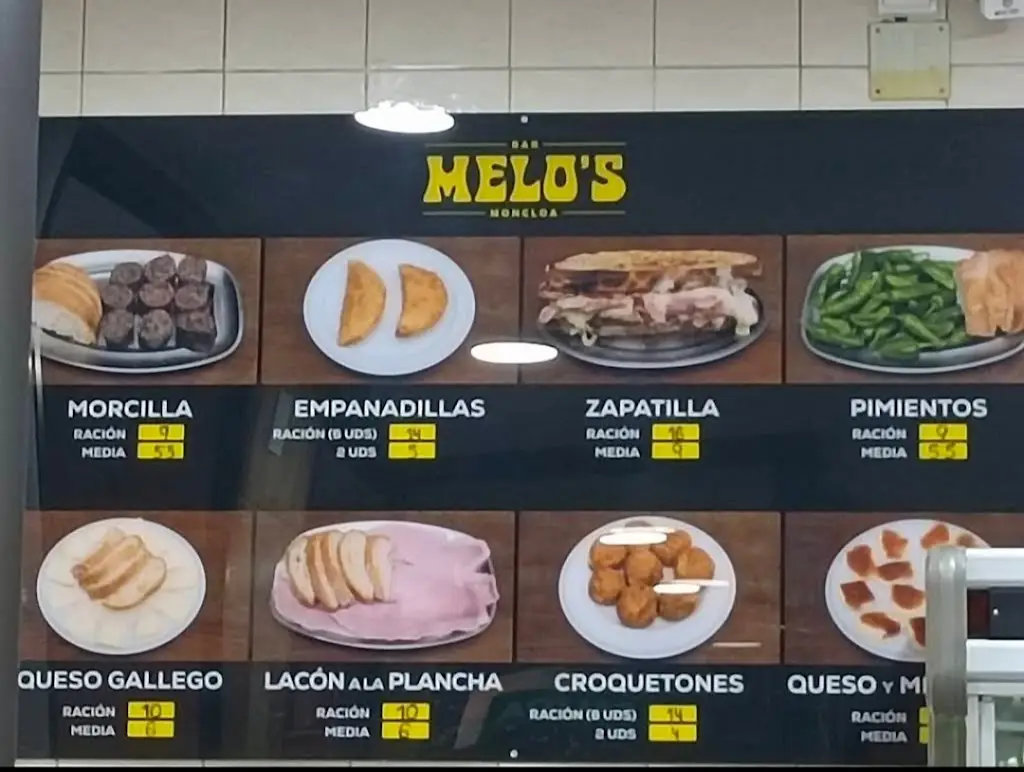 BAR
MELO'S
MONCLOA
MORCILLA
RACIÓN 9
MEDIA 5.5
EMPANADILLAS
RACIÓN (6 UDS) 14
2 UDS 5
ZAPATILLA
RACIÓN 16
MEDIA 9
PIMIENTOS
RACIÓN 9
MEDIA 5.5
QUESO GALLEGO
RACIÓN 10
MEDIA 6
LACÓN A LA PLANCHA
RACIÓN 10
MEDIA 6
CROQUETONES
RACIÓN (8 UDS) 14
2 UDS 4
QUESO Y
RACIÓN
MEDIA